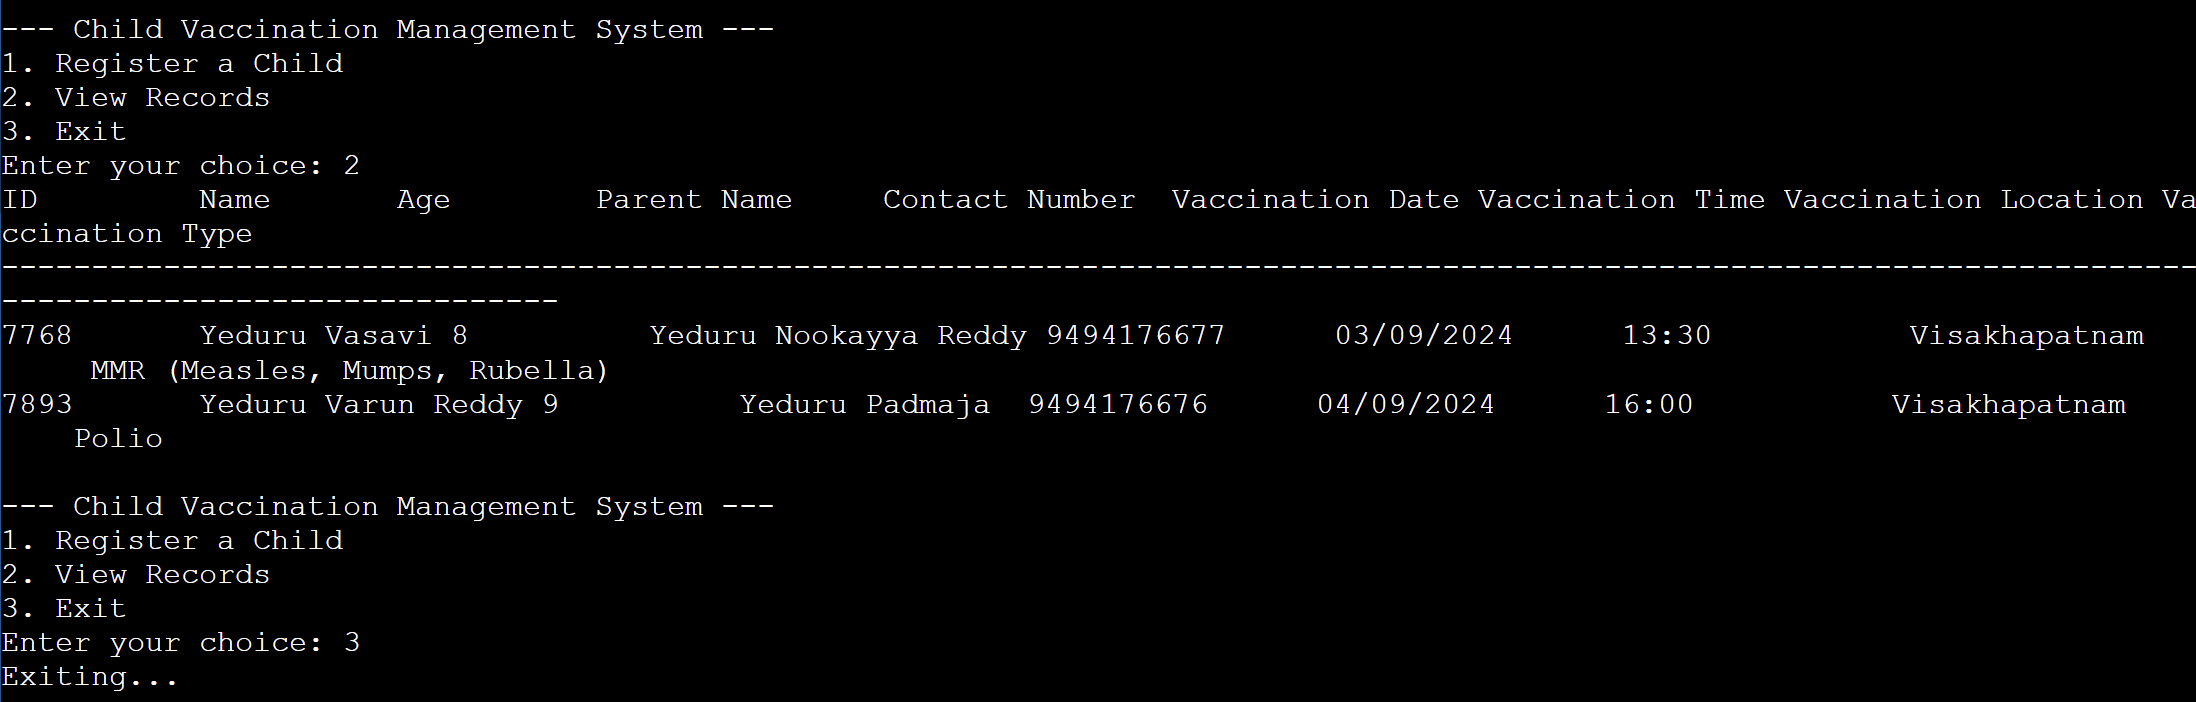 --- Child Vaccination Management System ---
1. Register a Child
2. View Records
3. Exit
Enter your choice: 2
ID         Name       Age        Parent Name     Contact Number  Vaccination Date Vaccination Time Vaccination Location Va
ccination Type
--------------------------------------------------------------------------------------------------------------------------
-------------------------------
7768       Yeduru Vasavi 8          Yeduru Nookayya Reddy 9494176677      03/09/2024      13:30           Visakhapatnam
     MMR (Measles, Mumps, Rubella)
7893       Yeduru Varun Reddy 9          Yeduru Padmaja  9494176676      04/09/2024      16:00           Visakhapatnam
    Polio

--- Child Vaccination Management System ---
1. Register a Child
2. View Records
3. Exit
Enter your choice: 3
Exiting...